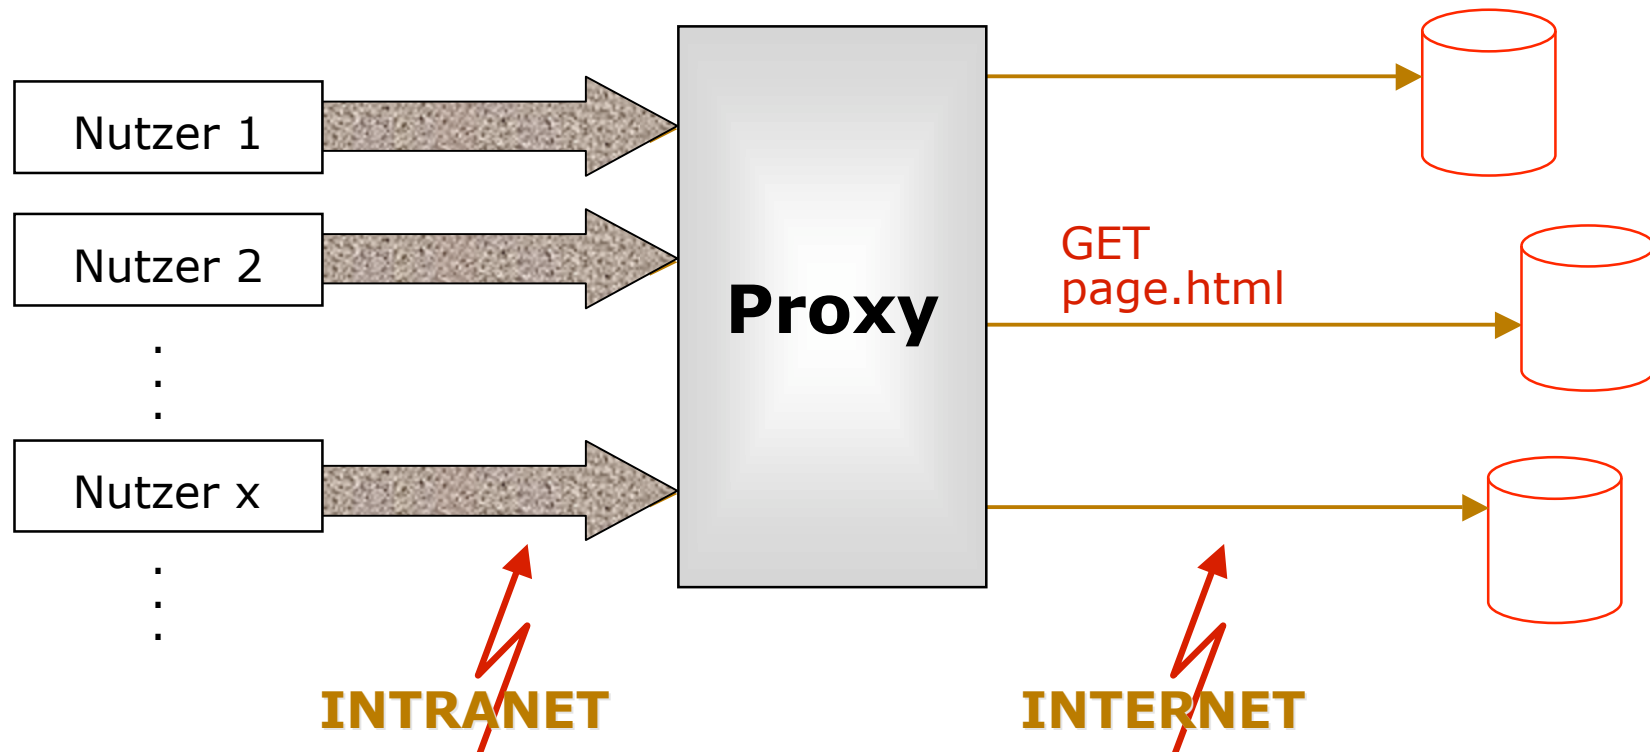 Nutzer 1
Nutzer 2
.
.
.
Nutzer x
.
.
.
Proxy
GET
page.html
INTRANET
INTERNET